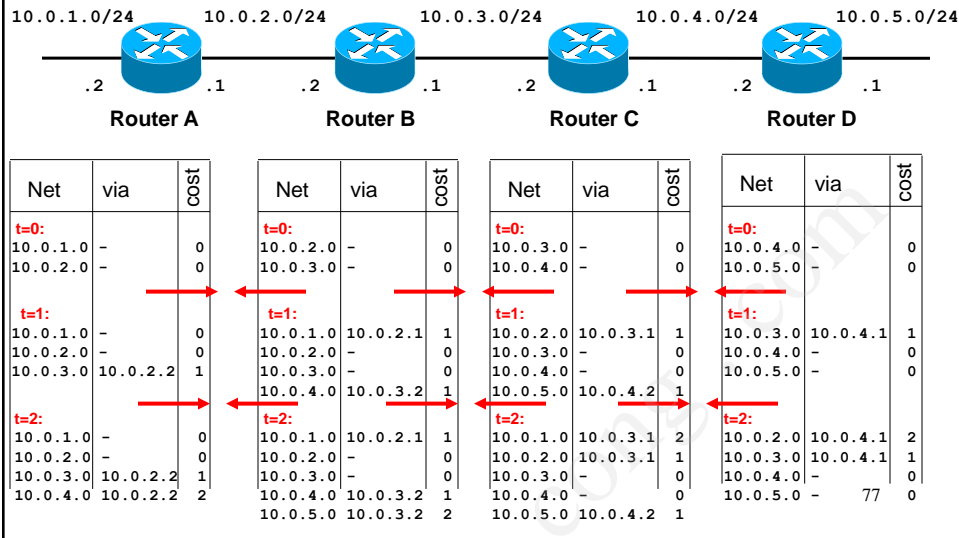 10.0.1.0/24 10.0.2.0/24 10.0.3.0/24 10.0.4.0/24 10.0.5.0/24
.2 .1 .2 .1 .2 .1 .2 .1
Router A Router B Router C Router D
Net via cost
t=0:
10.0.1.0 - 0
10.0.2.0 - 0
t=1:
10.0.1.0 - 0
10.0.2.0 - 0
10.0.3.0 10.0.2.2 1
t=2:
10.0.1.0 - 0
10.0.2.0 - 0
10.0.3.0 10.0.2.2 1
10.0.4.0 10.0.2.2 2
Net via cost
t=0:
10.0.2.0 - 0
10.0.3.0 - 0
t=1:
10.0.1.0 10.0.2.1 1
10.0.2.0 - 0
10.0.3.0 - 0
10.0.4.0 10.0.3.2 1
t=2:
10.0.1.0 10.0.2.1 1
10.0.2.0 - 0
10.0.3.0 - 0
10.0.4.0 10.0.3.2 1
10.0.5.0 10.0.3.2 2
Net via cost
t=0:
10.0.3.0 - 0
10.0.4.0 - 0
t=1:
10.0.2.0 10.0.3.1 1
10.0.3.0 - 0
10.0.4.0 - 0
10.0.5.0 10.0.4.2 1
t=2:
10.0.1.0 10.0.3.1 2
10.0.2.0 10.0.3.1 1
10.0.3.0 - 0
10.0.4.0 - 0
10.0.5.0 10.0.4.2 1
Net via cost
t=0:
10.0.4.0 - 0
10.0.5.0 - 0
t=1:
10.0.3.0 10.0.4.1 1
10.0.4.0 - 0
10.0.5.0 - 0
t=2:
10.0.2.0 10.0.4.1 2
10.0.3.0 10.0.4.1 1
10.0.4.0 - 0
10.0.5.0 - 0
77
cong com